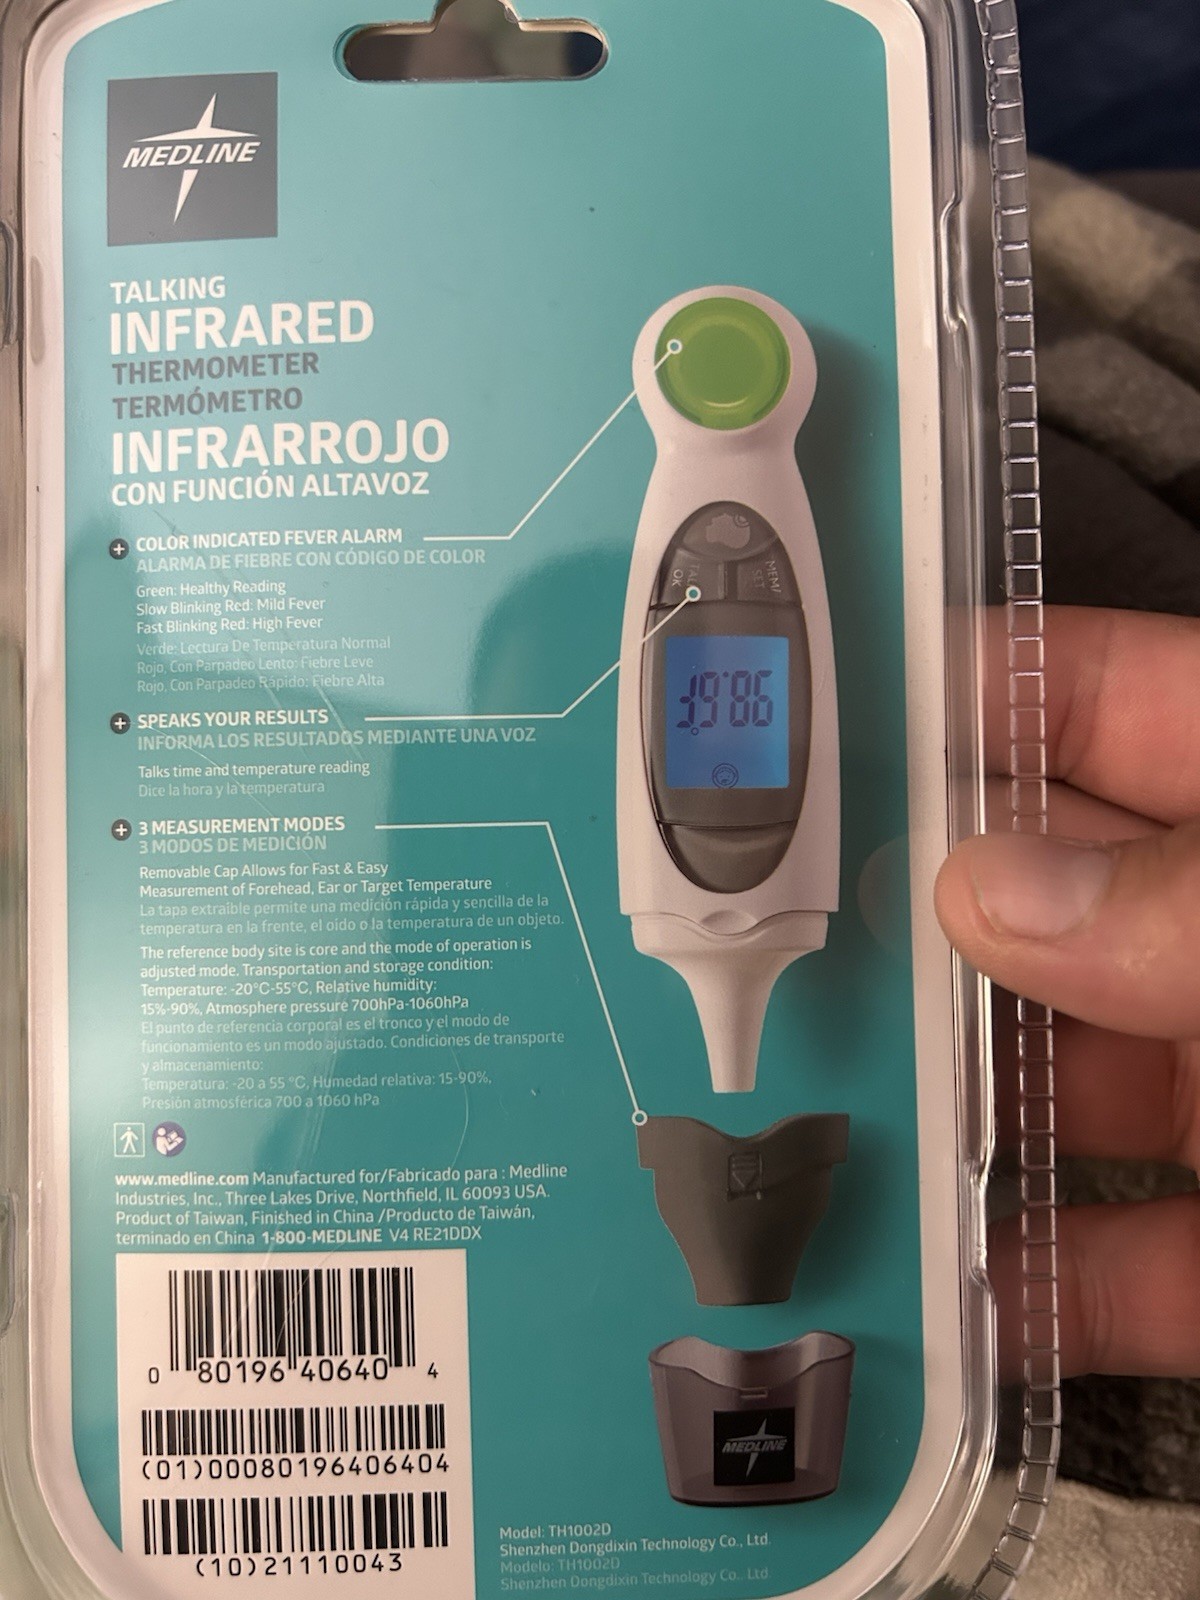 MEDLINE
TALKING
INFRARED
THERMOMETER
TERMÓMETRO
INFRARROJO
CON FUNCIÓN ALTAVOZ
COLOR INDICATED FEVER ALARM
ALARMA DE FIEBRE CON CÓDIGO DE COLOR
Green: Healthy Reading
Slow Blinking Red: Mild Fever
Fast Blinking Red: High Fever
Verde: Lectura De Temperatura Normal
Rojo, Con Parpadeo Lento: Fiebre Leve
Rojo, Con Parpadeo Rápido: Fiebre Alta
SPEAKS YOUR RESULTS
INFORMA LOS RESULTADOS MEDIANTE UNA VOZ
Talks time and temperature reading
Dice la hora y la temperatura
3 MEASUREMENT MODES
3 MODOS DE MEDICIÓN
Removable Cap Allows for Fast & Easy
Measurement of Forehead, Ear or Target Temperature
La tapa extraíble permite una medición rápida y sencilla de la
temperatura en la frente, el oído o la temperatura de un objeto.
The reference body site is core and the mode of operation is
adjusted mode. Transportation and storage condition:
Temperature: -20°C-55°C, Relative humidity:
15%-90%, Atmosphere pressure 700hPa-1060hPa
El punto de referencia corporal es el tronco y el modo de
funcionamiento es un modo ajustado. Condiciones de transporte
y almacenamiento:
Temperatura: -20 a 55 °C, Humedad relativa: 15-90%,
Presión atmosférica 700 a 1060 hPa
www.medline.com Manufactured for/Fabricado para : Medline
Industries, Inc., Three Lakes Drive, Northfield, IL 60093 USA.
Product of Taiwan, Finished in China /Producto de Taiwán,
terminado en China 1-800-MEDLINE V4 RE21DDX
0 80196 40640 4
(01)00080196406404
(10)21110043
MEM/
SET
TALK
OK
98.6°F
MEDLINE
Model: TH1002D
Shenzhen Dongdixin Technology Co., Ltd.
Modelo: TH1002D
Shenzhen Dongdixin Technology Co., Ltd